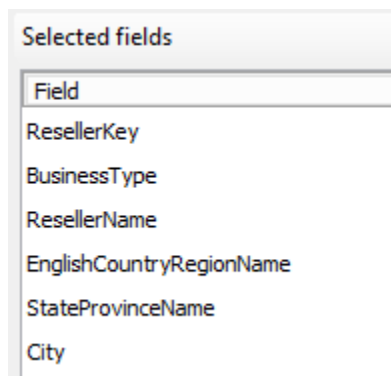 Selected fields
Field
ResellerKey
BusinessType
ResellerName
EnglishCountryRegionName
StateProvinceName
City